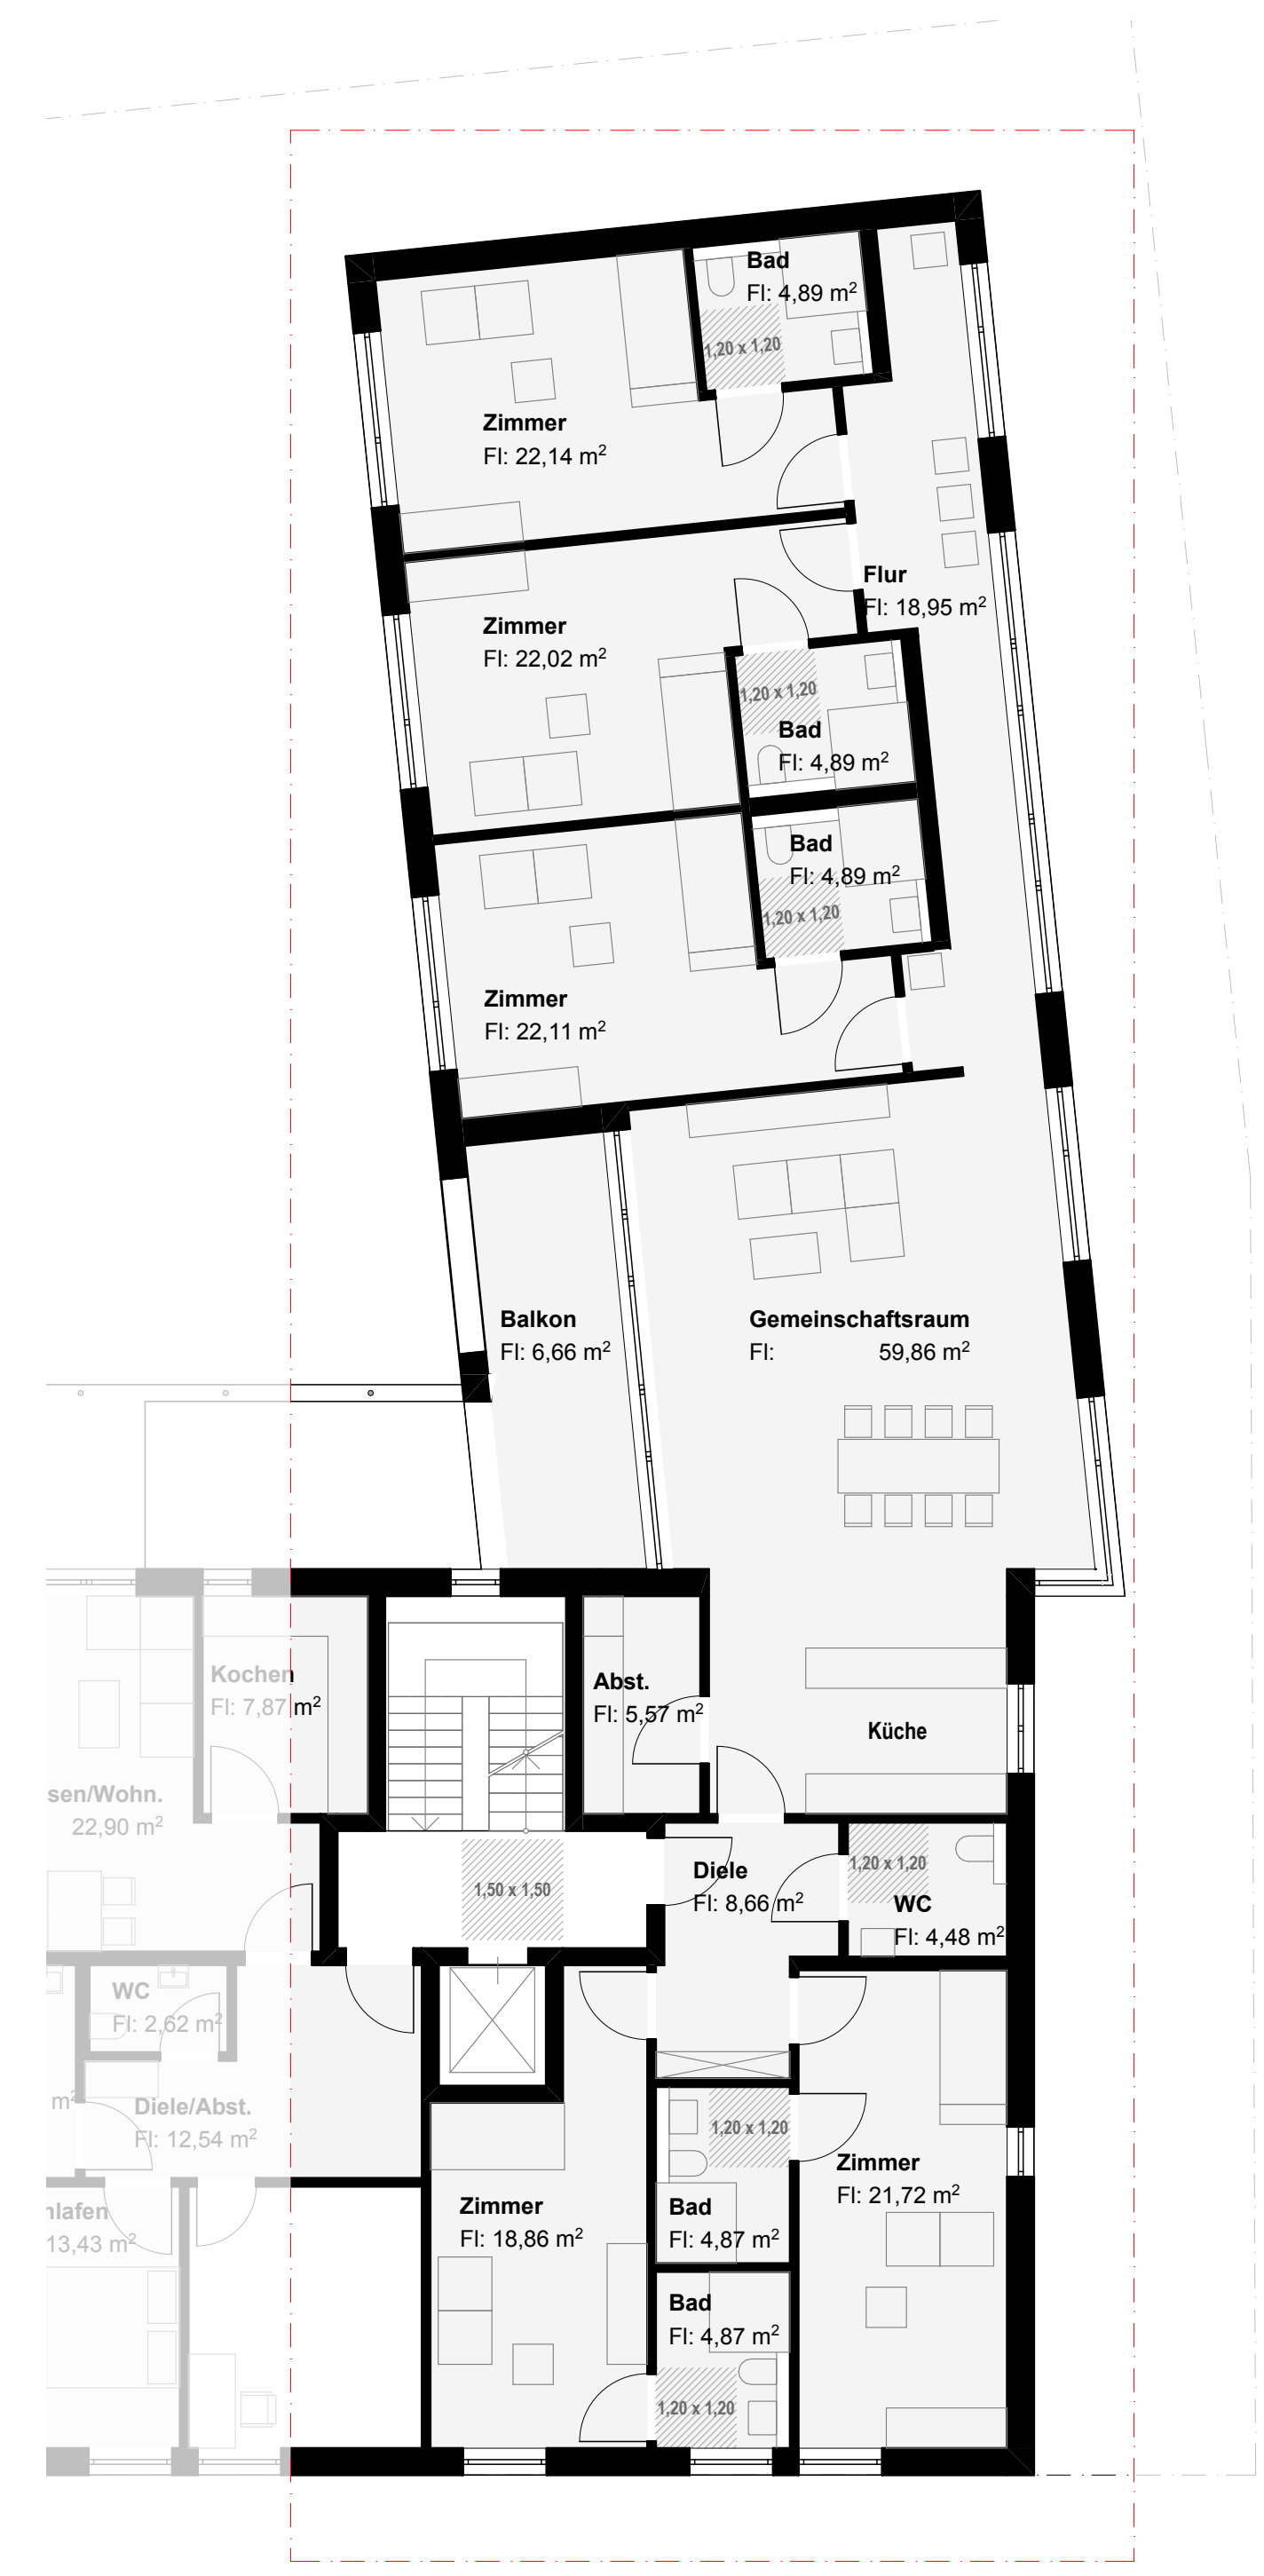 Bad
Fl: 4,89 m²
1,20 x 1,20
Zimmer
Fl: 22,14 m²
Flur
Fl: 18,95 m²
Zimmer
Fl: 22,02 m²
1,20 x 1,20
Bad
Fl: 4,89 m²
Bad
Fl: 4,89 m²
1,20 x 1,20
Zimmer
Fl: 22,11 m²
Balkon
Fl: 6,66 m²
Gemeinschaftsraum
Fl: 59,86 m²
Kochen
Fl: 7,87 m²
Abst.
Fl: 5,57 m²
Küche
sen/Wohn.
22,90 m²
1,50 x 1,50
Diele
Fl: 8,66 m²
1,20 x 1,20
WC
Fl: 4,48 m²
WC
Fl: 2,62 m²
m²
Diele/Abst.
Fl: 12,54 m²
1,20 x 1,20
Zimmer
Fl: 21,72 m²
Zimmer
Fl: 18,86 m²
Bad
Fl: 4,87 m²
hlafen
13,43 m²
Bad
Fl: 4,87 m²
1,20 x 1,20